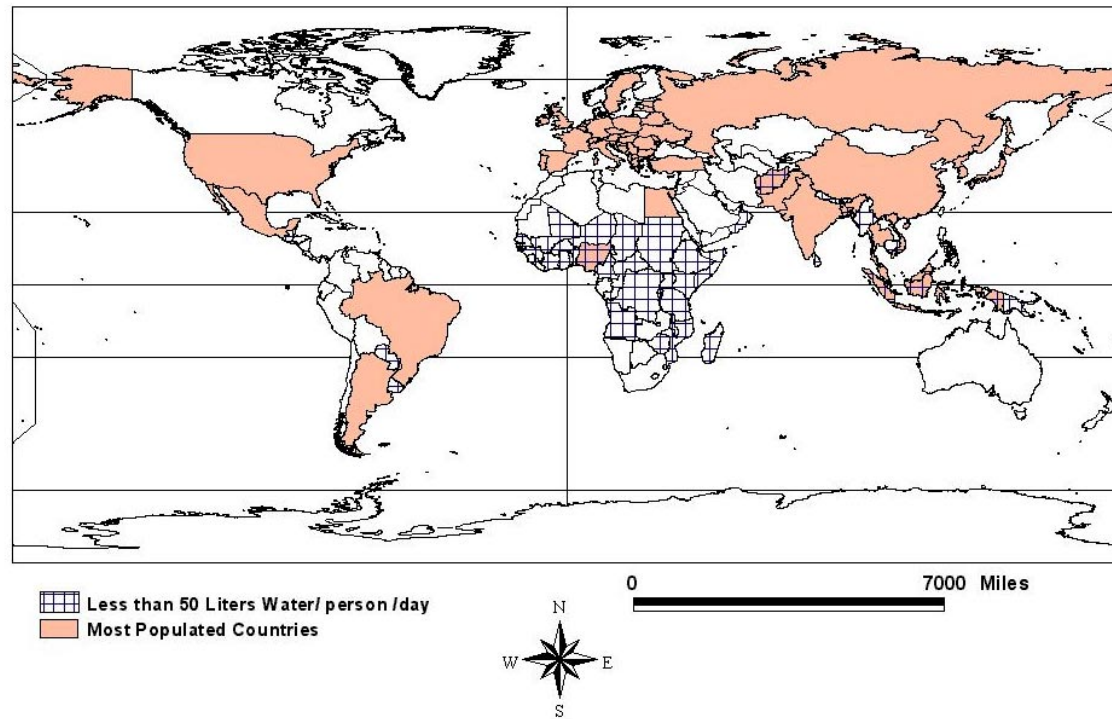 0 7000 Miles
Less than 50 Liters Water/ person /day
Most Populated Countries
N
W E
S